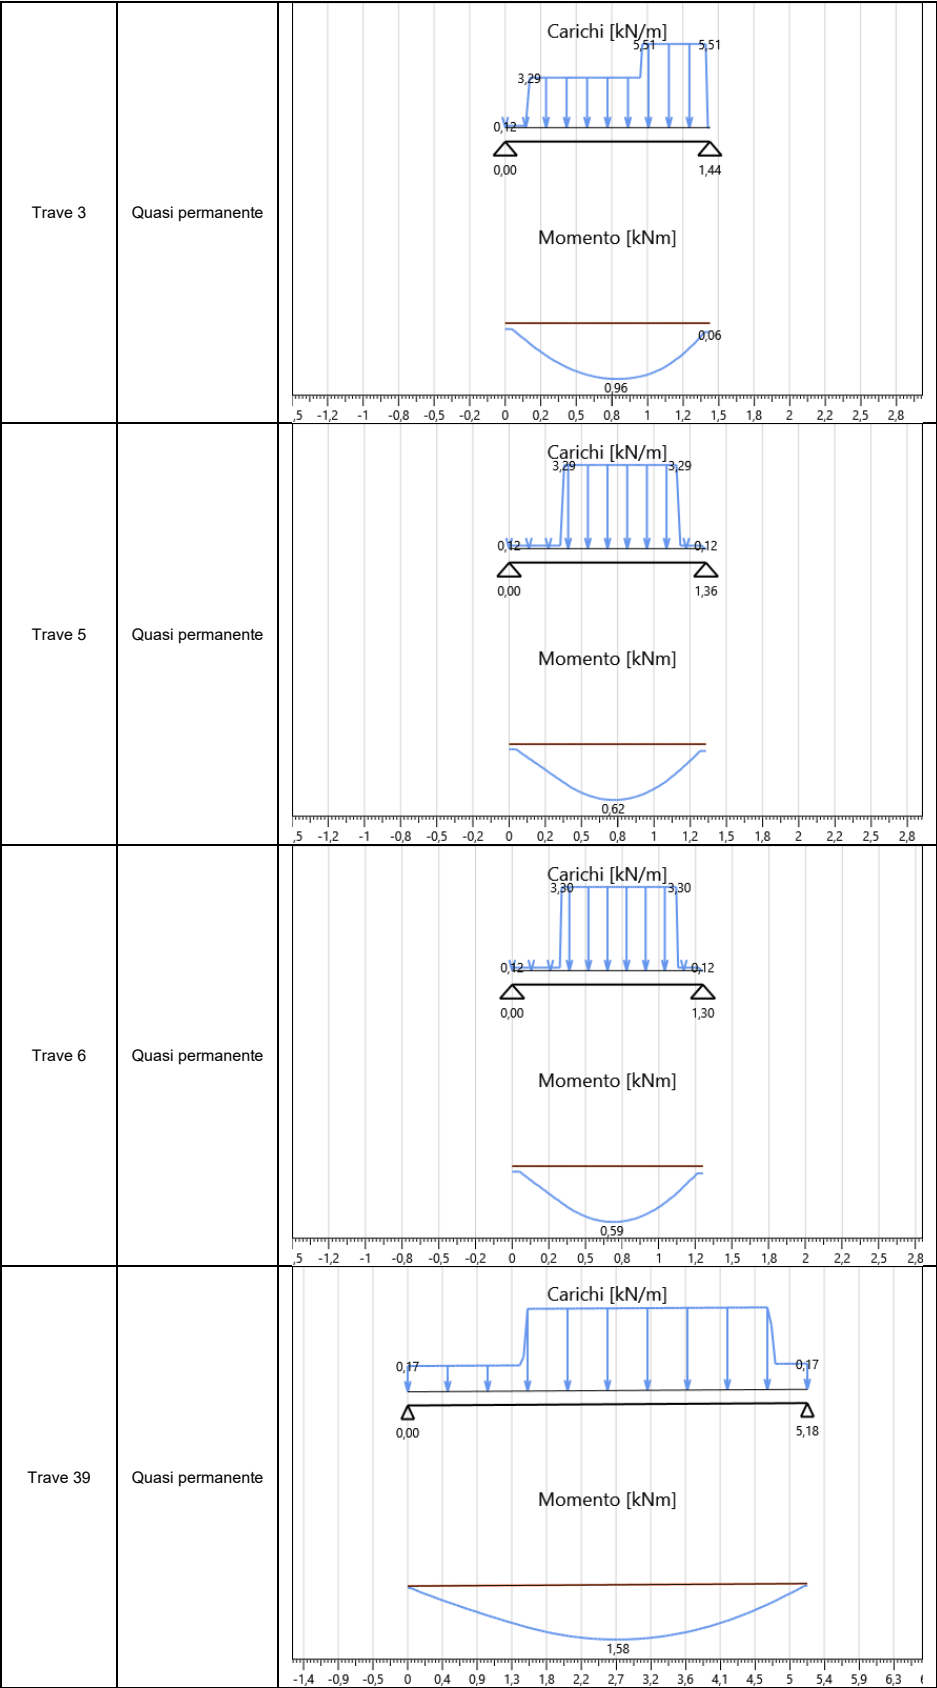 Trave 3
Quasi permanente
Carichi [kN/m]
5,51 5,51
3,29
0,12
0,00 1,44
Momento [kNm]
0,06
0,96
,5 -1,2 -1 -0,8 -0,5 -0,2 0 0,2 0,5 0,8 1 1,2 1,5 1,8 2 2,2 2,5 2,8
Trave 5
Quasi permanente
Carichi [kN/m]
3,29 3,29
0,12 0,12
0,00 1,36
Momento [kNm]
0,62
,5 -1,2 -1 -0,8 -0,5 -0,2 0 0,2 0,5 0,8 1 1,2 1,5 1,8 2 2,2 2,5 2,8
Trave 6
Quasi permanente
Carichi [kN/m]
3,30 3,30
0,12 0,12
0,00 1,30
Momento [kNm]
0,59
,5 -1,2 -1 -0,8 -0,5 -0,2 0 0,2 0,5 0,8 1 1,2 1,5 1,8 2 2,2 2,5 2,8
Trave 39
Quasi permanente
Carichi [kN/m]
0,17 0,17
0,00 5,18
Momento [kNm]
1,58
-1,4 -0,9 -0,5 0 0,4 0,9 1,3 1,8 2,2 2,7 3,2 3,6 4,1 4,5 5 5,4 5,9 6,3